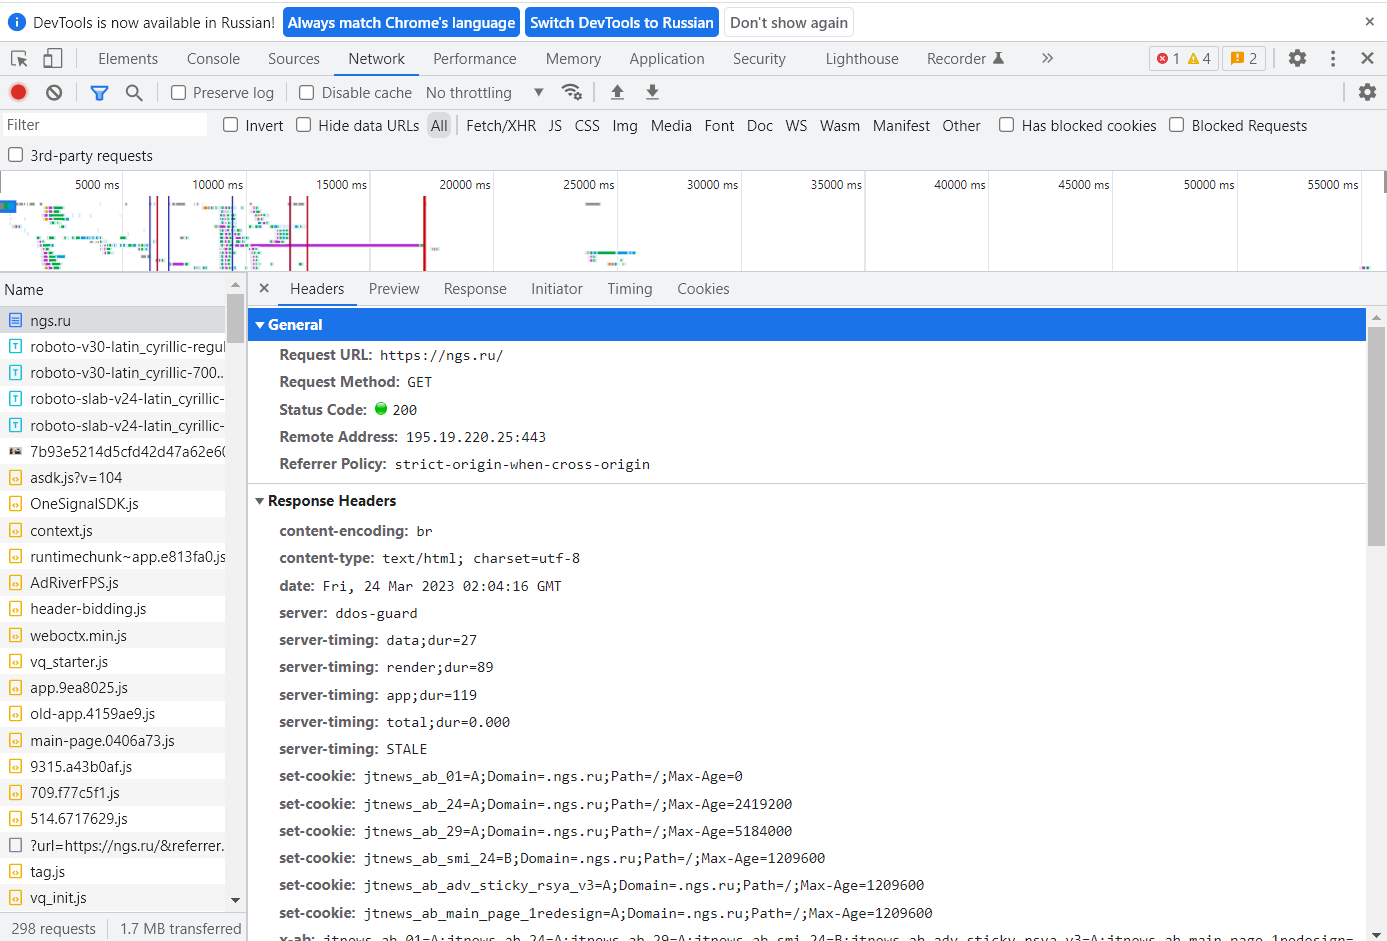 DevTools is now available in Russian! Always match Chrome's language Switch DevTools to Russian Don't show again
Elements Console Sources Network Performance Memory Application Security Lighthouse Recorder 1 4 2
Preserve log Disable cache No throttling
Filter Invert Hide data URLs All Fetch/XHR JS CSS Img Media Font Doc WS Wasm Manifest Other Has blocked cookies Blocked Requests
3rd-party requests
5000 ms 10000 ms 15000 ms 20000 ms 25000 ms 30000 ms 35000 ms 40000 ms 45000 ms 50000 ms 55000 ms
Name
ngs.ru
roboto-v30-latin_cyrillic-regul
roboto-v30-latin_cyrillic-700...
roboto-slab-v24-latin_cyrillic-
roboto-slab-v24-latin_cyrillic-
7b93e5214d5cfd42d47a62e60
asdk.js?v=104
OneSignalSDK.js
context.js
runtimechunk~app.e813fa0.js
AdRiverFPS.js
header-bidding.js
weboctx.min.js
vq_starter.js
app.9ea8025.js
old-app.4159ae9.js
main-page.0406a73.js
9315.a43b0af.js
709.f77c5f1.js
514.6717629.js
?url=https://ngs.ru/&referrer.
tag.js
vq_init.js
298 requests 1.7 MB transferred
Headers Preview Response Initiator Timing Cookies
General
Request URL: https://ngs.ru/
Request Method: GET
Status Code: 200
Remote Address: 195.19.220.25:443
Referrer Policy: strict-origin-when-cross-origin
Response Headers
content-encoding: br
content-type: text/html; charset=utf-8
date: Fri, 24 Mar 2023 02:04:16 GMT
server: ddos-guard
server-timing: data;dur=27
server-timing: render;dur=89
server-timing: app;dur=119
server-timing: total;dur=0.000
server-timing: STALE
set-cookie: jtnews_ab_01=A;Domain=.ngs.ru;Path=/;Max-Age=0
set-cookie: jtnews_ab_24=A;Domain=.ngs.ru;Path=/;Max-Age=2419200
set-cookie: jtnews_ab_29=A;Domain=.ngs.ru;Path=/;Max-Age=5184000
set-cookie: jtnews_ab_smi_24=B;Domain=.ngs.ru;Path=/;Max-Age=1209600
set-cookie: jtnews_ab_adv_sticky_rsya_v3=A;Domain=.ngs.ru;Path=/;Max-Age=1209600
set-cookie: jtnews_ab_main_page_1redesign=A;Domain=.ngs.ru;Path=/;Max-Age=1209600
x-ab: jtnews_ab_01=A;jtnews_ab_24=A;jtnews_ab_29=A;jtnews_ab_smi_24=B;jtnews_ab_adv_sticky_rsya_v3=A;jtnews_ab_main_page_1redesign=